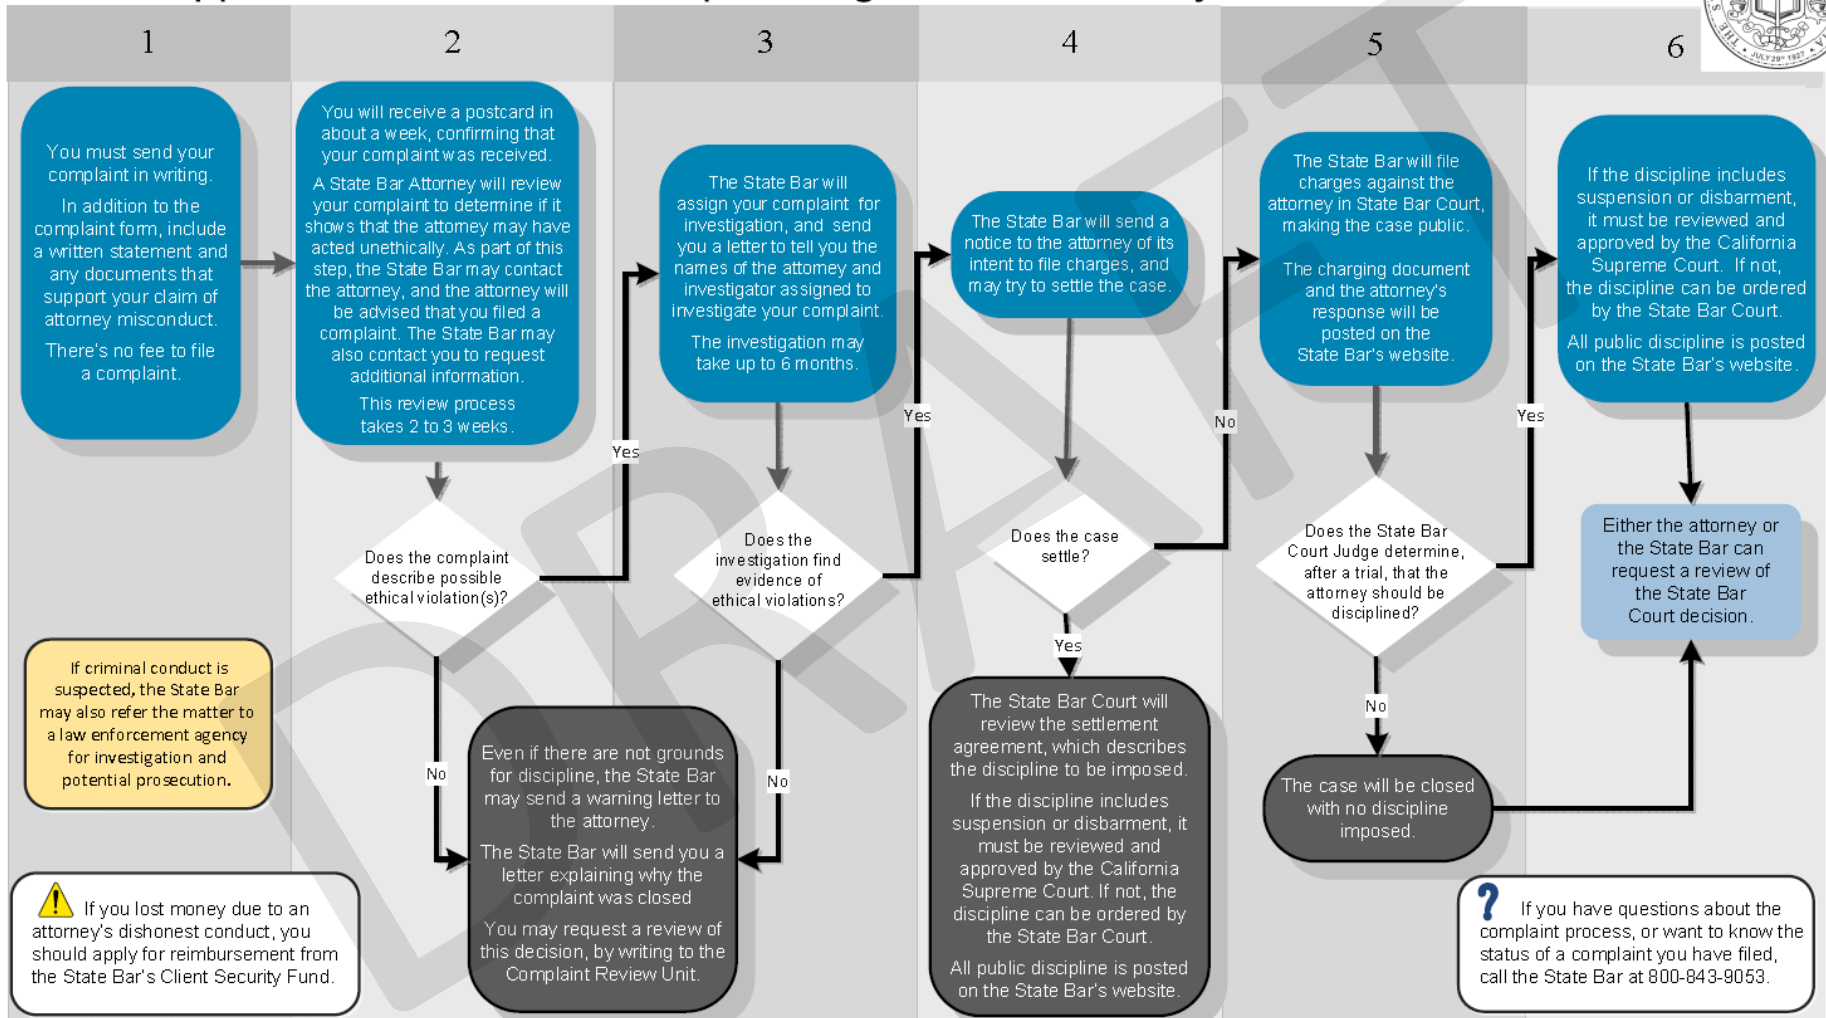 1
2
3
4
5
6
JULY 29TH 1927
You must send your
complaint in writing.
In addition to the
complaint form, include
a written statement and
any documents that
support your claim of
attorney misconduct.
There's no fee to file
a complaint.
You will receive a postcard in
about a week, confirming that
your complaint was received.
A State Bar Attorney will review
your complaint to determine if it
shows that the attorney may have
acted unethically. As part of this
step, the State Bar may contact
the attorney, and the attorney will
be advised that you filed a
complaint. The State Bar may
also contact you to request
additional information.
This review process
takes 2 to 3 weeks.
Does the complaint
describe possible
ethical violation(s)?
Yes
No
The State Bar will
assign your complaint for
investigation, and send
you a letter to tell you the
names of the attorney and
investigator assigned to
investigate your complaint.
The investigation may
take up to 6 months.
Does the
investigation find
evidence of
ethical violations?
Yes
No
Even if there are not grounds
for discipline, the State Bar
may send a warning letter to
the attorney.
The State Bar will send you a
letter explaining why the
complaint was closed
You may request a review of
this decision, by writing to the
Complaint Review Unit.
The State Bar will send a
notice to the attorney of its
intent to file charges, and
may try to settle the case.
Does the case
settle?
No
Yes
The State Bar Court will
review the settlement
agreement, which describes
the discipline to be imposed.
If the discipline includes
suspension or disbarment, it
must be reviewed and
approved by the California
Supreme Court. If not, the
discipline can be ordered by
the State Bar Court.
All public discipline is posted
on the State Bar's website.
The State Bar will file
charges against the
attorney in State Bar Court,
making the case public.
The charging document
and the attorney's
response will be
posted on the
State Bar's website.
Does the State Bar
Court Judge determine,
after a trial, that the
attorney should be
disciplined?
Yes
No
The case will be closed
with no discipline
imposed.
If the discipline includes
suspension or disbarment,
it must be reviewed and
approved by the California
Supreme Court. If not,
the discipline can be ordered
by the State Bar Court.
All public discipline is posted
on the State Bar's website.
Either the attorney or
the State Bar can
request a review of
the State Bar
Court decision.
If criminal conduct is
suspected, the State Bar
may also refer the matter to
a law enforcement agency
for investigation and
potential prosecution.
If you lost money due to an
attorney's dishonest conduct, you
should apply for reimbursement from
the State Bar's Client Security Fund.
?
If you have questions about the
complaint process, or want to know the
status of a complaint you have filed,
call the State Bar at 800-843-9053.
DRAFT